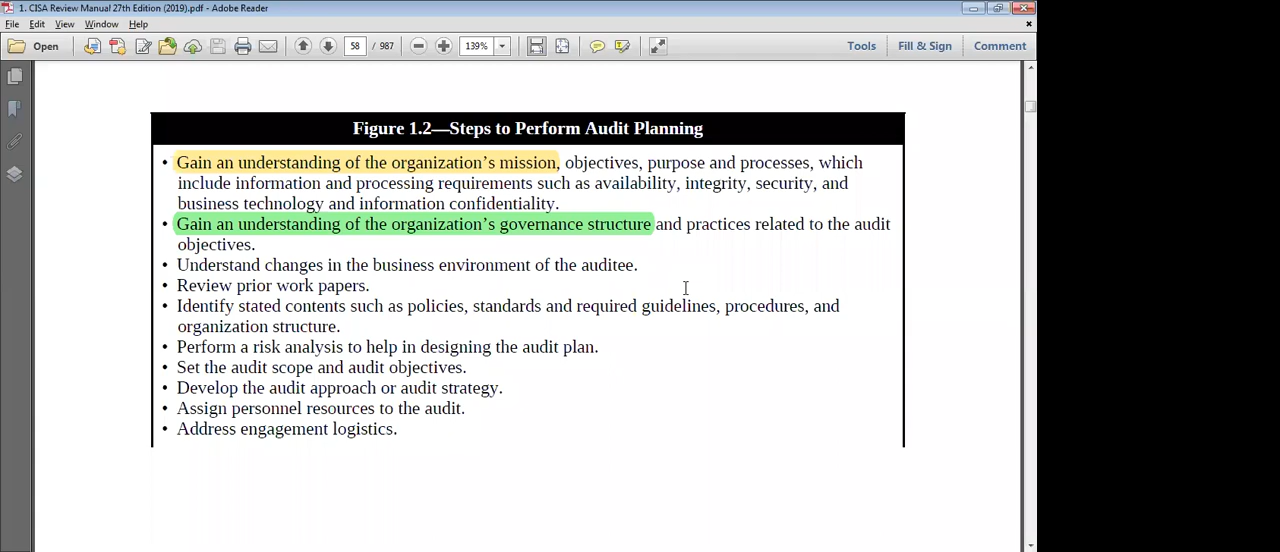 1. CISA Review Manual 27th Edition (2019).pdf - Adobe Reader
File Edit View Window Help
Open 58 / 987 139% Tools Fill & Sign Comment
Figure 1.2—Steps to Perform Audit Planning
• Gain an understanding of the organization’s mission, objectives, purpose and processes, which
include information and processing requirements such as availability, integrity, security, and
business technology and information confidentiality.
• Gain an understanding of the organization’s governance structure and practices related to the audit
objectives.
• Understand changes in the business environment of the auditee.
• Review prior work papers.
• Identify stated contents such as policies, standards and required guidelines, procedures, and
organization structure.
• Perform a risk analysis to help in designing the audit plan.
• Set the audit scope and audit objectives.
• Develop the audit approach or audit strategy.
• Assign personnel resources to the audit.
• Address engagement logistics.